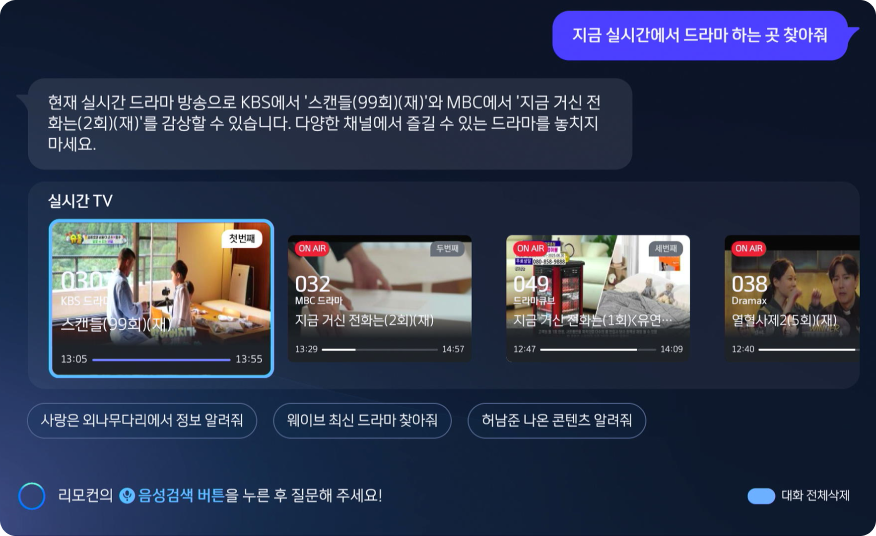 지금 실시간에서 드라마 하는 곳 찾아줘
현재 실시간 드라마 방송으로 KBS에서 '스캔들(99회)(재)'와 MBC에서 '지금 거신 전
화는(2회)(재)'를 감상할 수 있습니다. 다양한 채널에서 즐길 수 있는 드라마를 놓치지
마세요.
실시간 TV
첫번째
030
KBS 드라마
스캔들(99회)(재)
13:05
13:55
ON AIR
두번째
032
MBC 드라마
지금 거신 전화는(2회)(재)
13:29
14:57
ON AIR
세번째
080-858-9888
049
드라마큐브
지금 거신 전화는(1회)<유연…
12:47
14:09
ON AIR
038
Dramax
열혈사제2(5회)(재)
12:40
사랑은 외나무다리에서 정보 알려줘
웨이브 최신 드라마 찾아줘
허남준 나온 콘텐츠 알려줘
리모컨의 음성검색 버튼을 누른 후 질문해 주세요!
대화 전체삭제